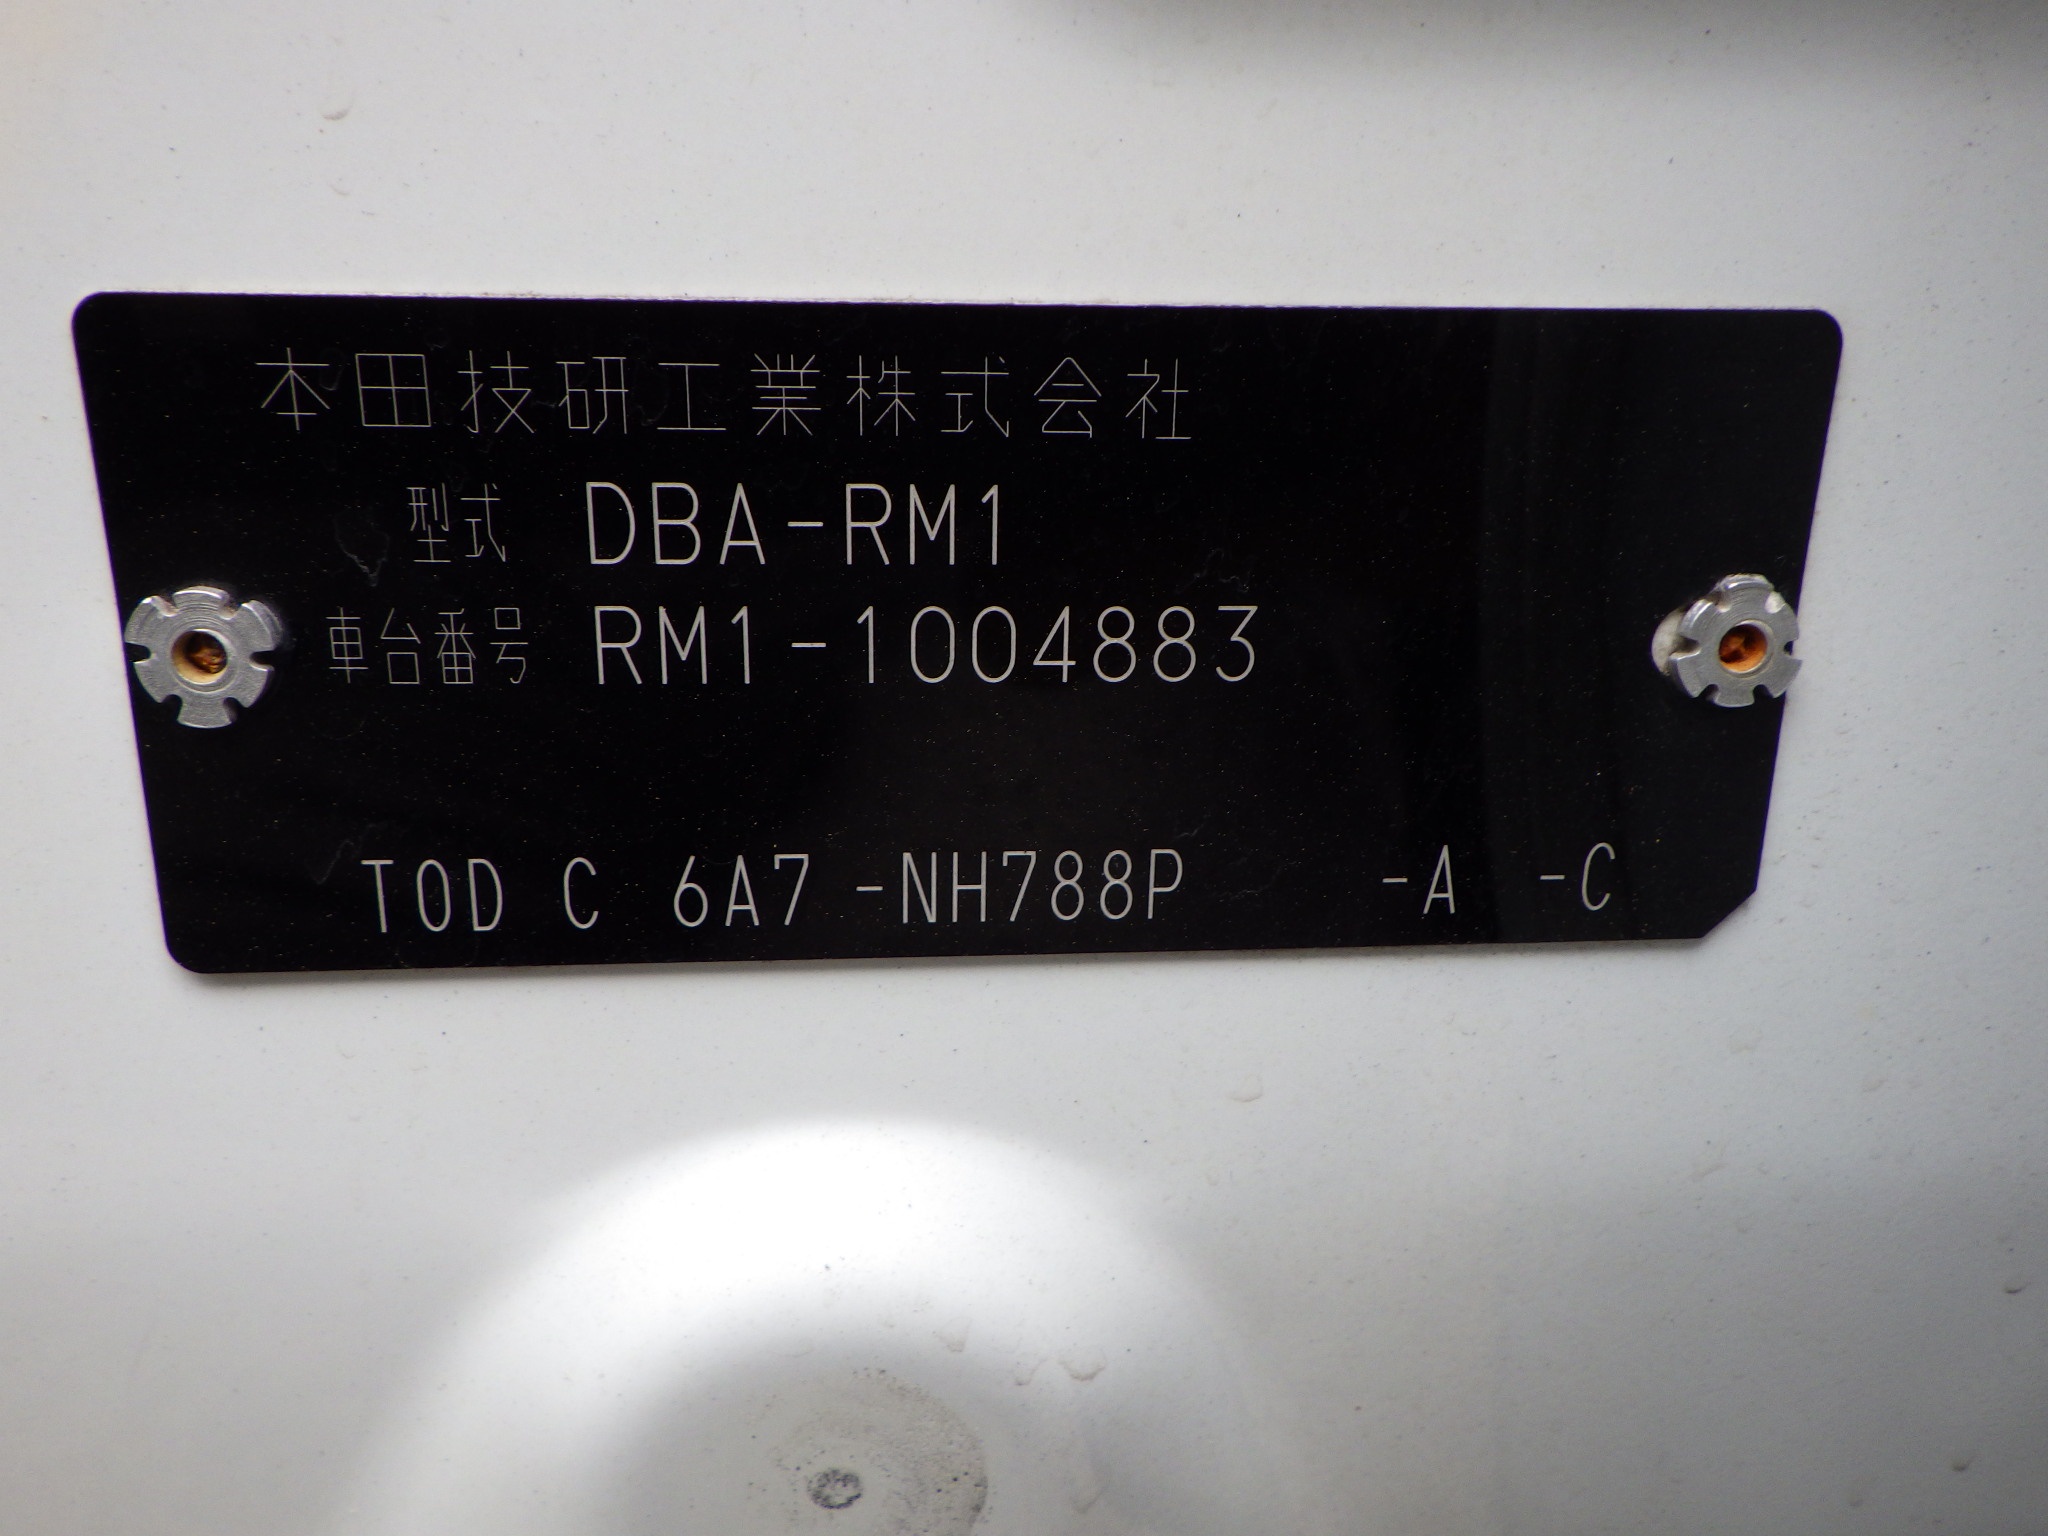 本田技研工業株式会社
型式 DBA-RM1
車台番号 RM1-1004883
T0D C 6A7 -NH788P -A -C